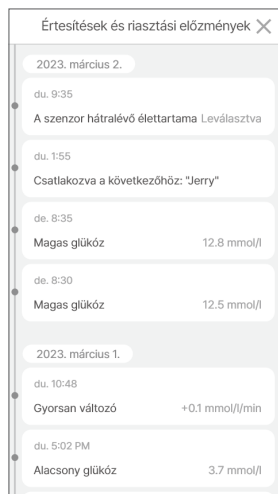 Értesítések és riasztási előzmények
2023. március 2.
du. 9:35
A szenzor hátralévő élettartama Leválasztva
du. 1:55
Csatlakozva a következőhöz: "Jerry"
de. 8:35
Magas glükóz 12.8 mmol/l
de. 8:30
Magas glükóz 12.5 mmol/l
2023. március 1.
du. 10:48
Gyorsan változó +0.1 mmol/l/min
du. 5:02 PM
Alacsony glükóz 3.7 mmol/l